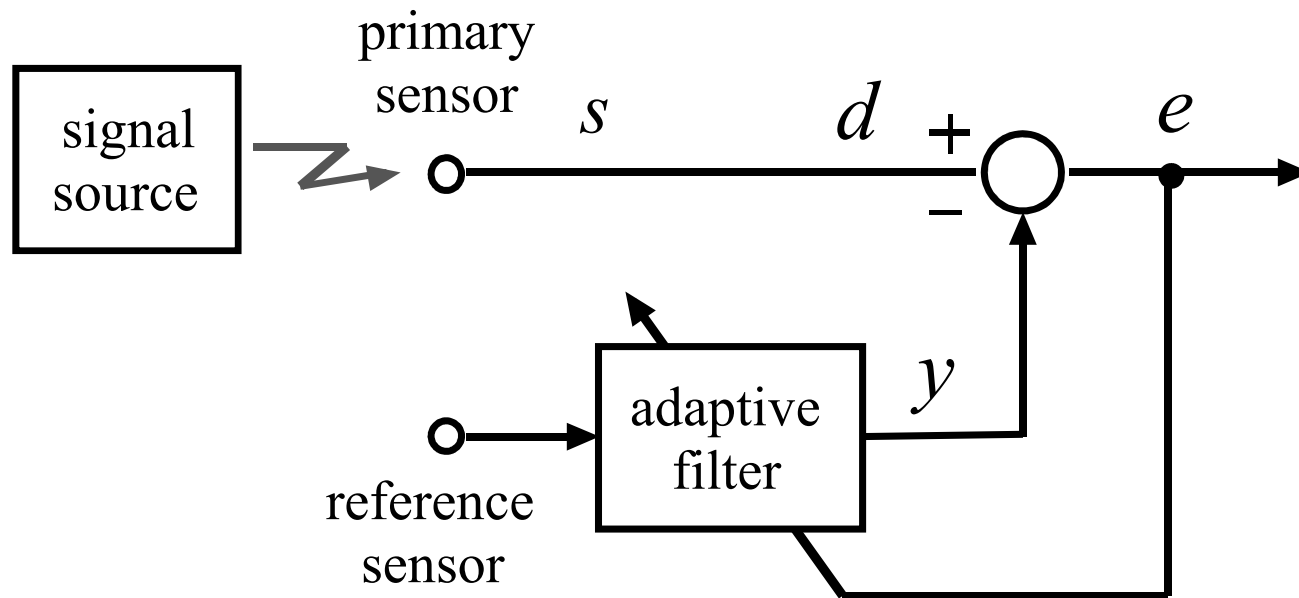 primary
sensor
signal
source
s
d
+
−
e
adaptive
filter
y
reference
sensor